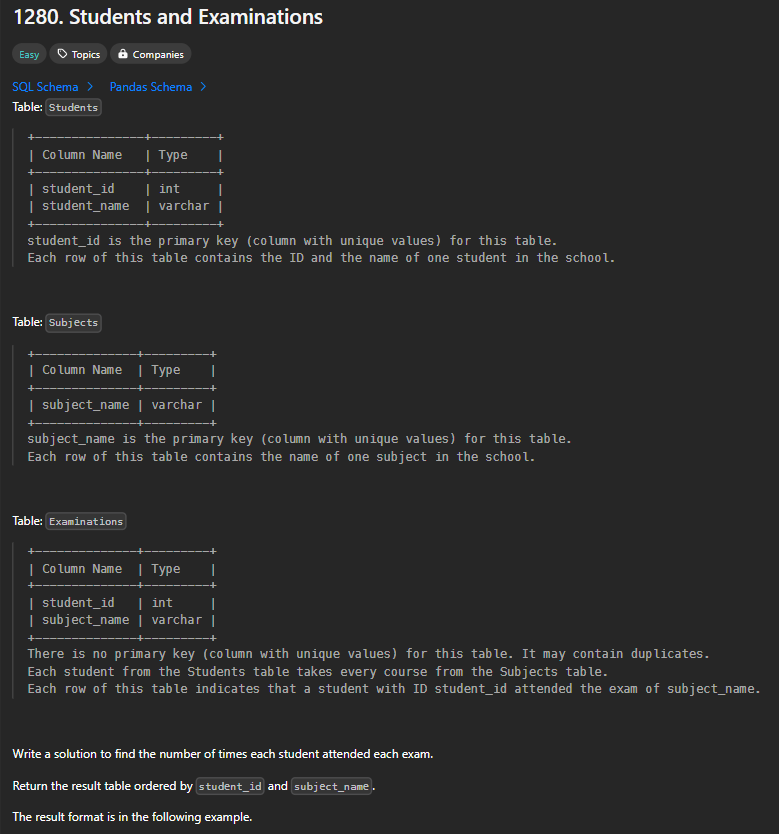 1280. Students and Examinations
Easy Topics Companies
SQL Schema > Pandas Schema >
Table: Students
+---------------+---------+
| Column Name   | Type    |
+---------------+---------+
| student_id    | int     |
| student_name  | varchar |
+---------------+---------+
student_id is the primary key (column with unique values) for this table.
Each row of this table contains the ID and the name of one student in the school.
Table: Subjects
+--------------+---------+
| Column Name  | Type    |
+--------------+---------+
| subject_name | varchar |
+--------------+---------+
subject_name is the primary key (column with unique values) for this table.
Each row of this table contains the name of one subject in the school.
Table: Examinations
+--------------+---------+
| Column Name  | Type    |
+--------------+---------+
| student_id   | int     |
| subject_name | varchar |
+--------------+---------+
There is no primary key (column with unique values) for this table. It may contain duplicates.
Each student from the Students table takes every course from the Subjects table.
Each row of this table indicates that a student with ID student_id attended the exam of subject_name.
Write a solution to find the number of times each student attended each exam.
Return the result table ordered by student_id and subject_name.
The result format is in the following example.